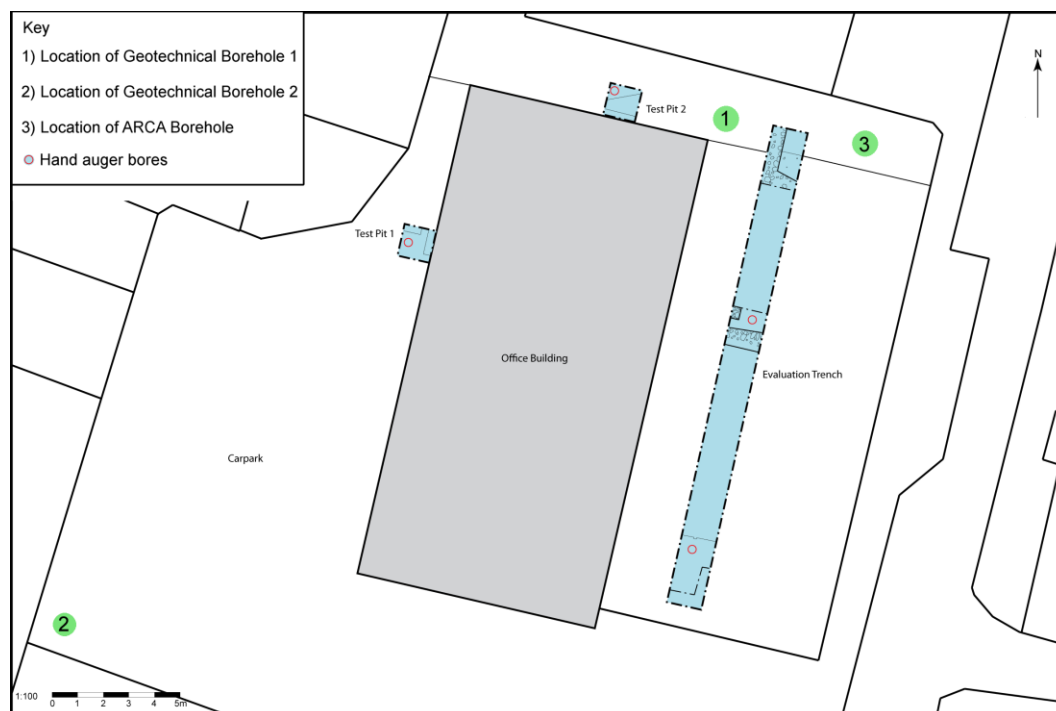 Key
1) Location of Geotechnical Borehole 1
2) Location of Geotechnical Borehole 2
3) Location of ARCA Borehole
Hand auger bores
N
Test Pit 2
1
3
Test Pit 1
Office Building
Evaluation Trench
Carpark
2
1:100
0 1 2 3 4 5m